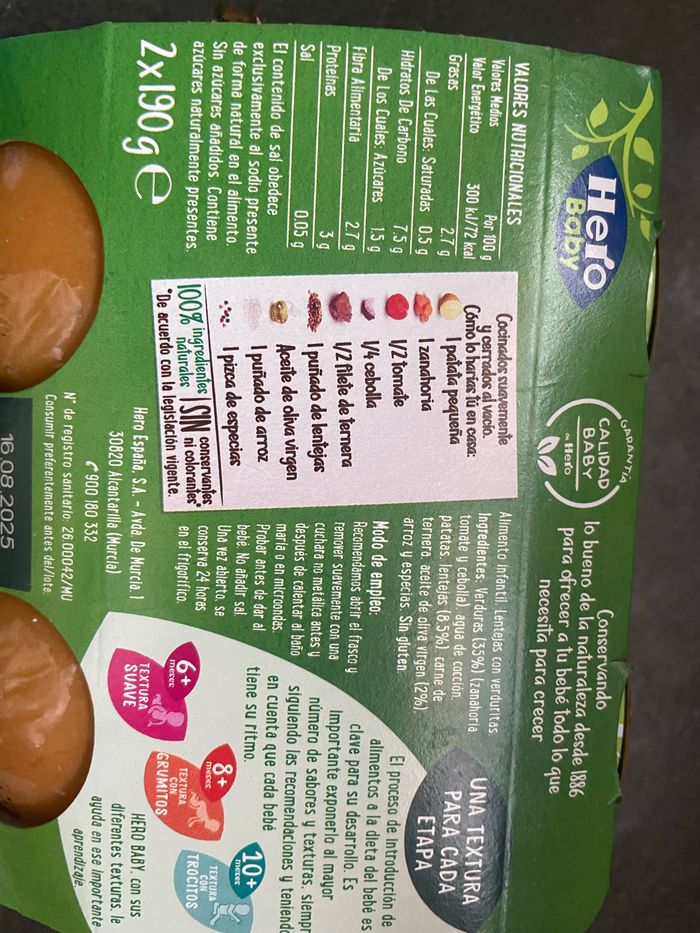 Hero
Baby
VALORES NUTRICIONALES
Valores Medios Por 100 g
Valor Energético 300 kJ/72 kcal
Grasas 2.7 g
De Las Cuales: Saturadas 0.5 g
Hidratos De Carbono 7.5 g
De Los Cuales: Azúcares 1.5 g
Fibra Alimentaria 2.7 g
Proteínas 3 g
Sal 0.05 g
El contenido de sal obedece
exclusivamente al sodio presente
de forma natural en el alimento.
Sin azúcares añadidos. Contiene
azúcares naturalmente presentes.
2x190 g e
GARANTÍA
CALIDAD
BABY
de Hero
Conservando
lo bueno de la naturaleza desde 1886
para ofrecer a tu bebé todo lo que
necesita para crecer
Cocinados suavemente
y cerrados al vacío.
Cómo lo harías tú en casa:
1 patata pequeña
1 zanahoria
1/2 tomate
1/4 cebolla
1/2 filete de ternera
1 puñado de lentejas
Aceite de oliva virgen
1 puñado de arroz
1 pizca de especias
100% ingredientes
naturales
SIN conservantes
ni colorantes*
*De acuerdo con la legislación vigente.
Alimento infantil. Lentejas con verduritas.
Ingredientes: Verduras (35%) (zanahoria,
tomate y cebolla), agua de cocción,
patatas, lentejas (8.5%), carne de
ternera, aceite de oliva virgen (2%),
arroz y especias. Sin gluten.
Modo de empleo:
Recomendamos abrir el frasco y
remover suavemente con una
cuchara no metálica antes y
después de calentar al baño
maría o en microondas.
Probar antes de dar al
bebé. No añadir sal.
Una vez abierto, se
conserva 24 horas
en el frigorífico.
Hero España, S.A. - Avda. De Murcia, 1
30820 Alcantarilla (Murcia)
900 180 332
N° de registro sanitario: 26.00042/MU
Consumir preferentemente antes del/lote:
16.08.2025
UNA TEXTURA
PARA CADA
ETAPA
El proceso de introducción de
alimentos a la dieta del bebé es
clave para su desarrollo. Es
importante exponerlo al mayor
número de sabores y texturas, siempr
siguiendo las recomendaciones y teniendo
en cuenta que cada bebé
tiene su ritmo.
6+
meses
TEXTURA
SUAVE
8+
meses
TEXTURA
CON
GRUMITOS
10+
meses
TEXTURA
CON
TROCITOS
HERO BABY, con sus
diferentes texturas, le
ayuda en ese importante
aprendizaje.